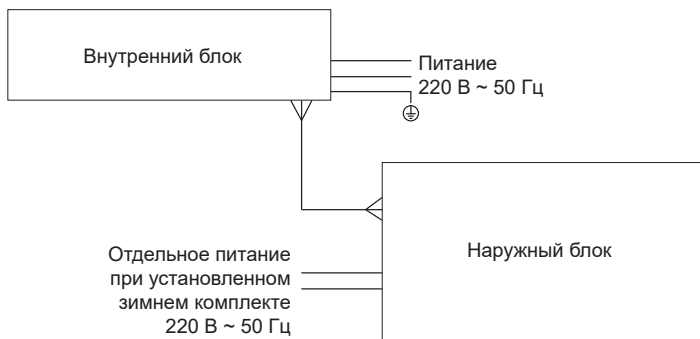 Внутренний блок
Питание
220 В ~ 50 Гц
Наружный блок
Отдельное питание
при установленном
зимнем комплекте
220 В ~ 50 Гц